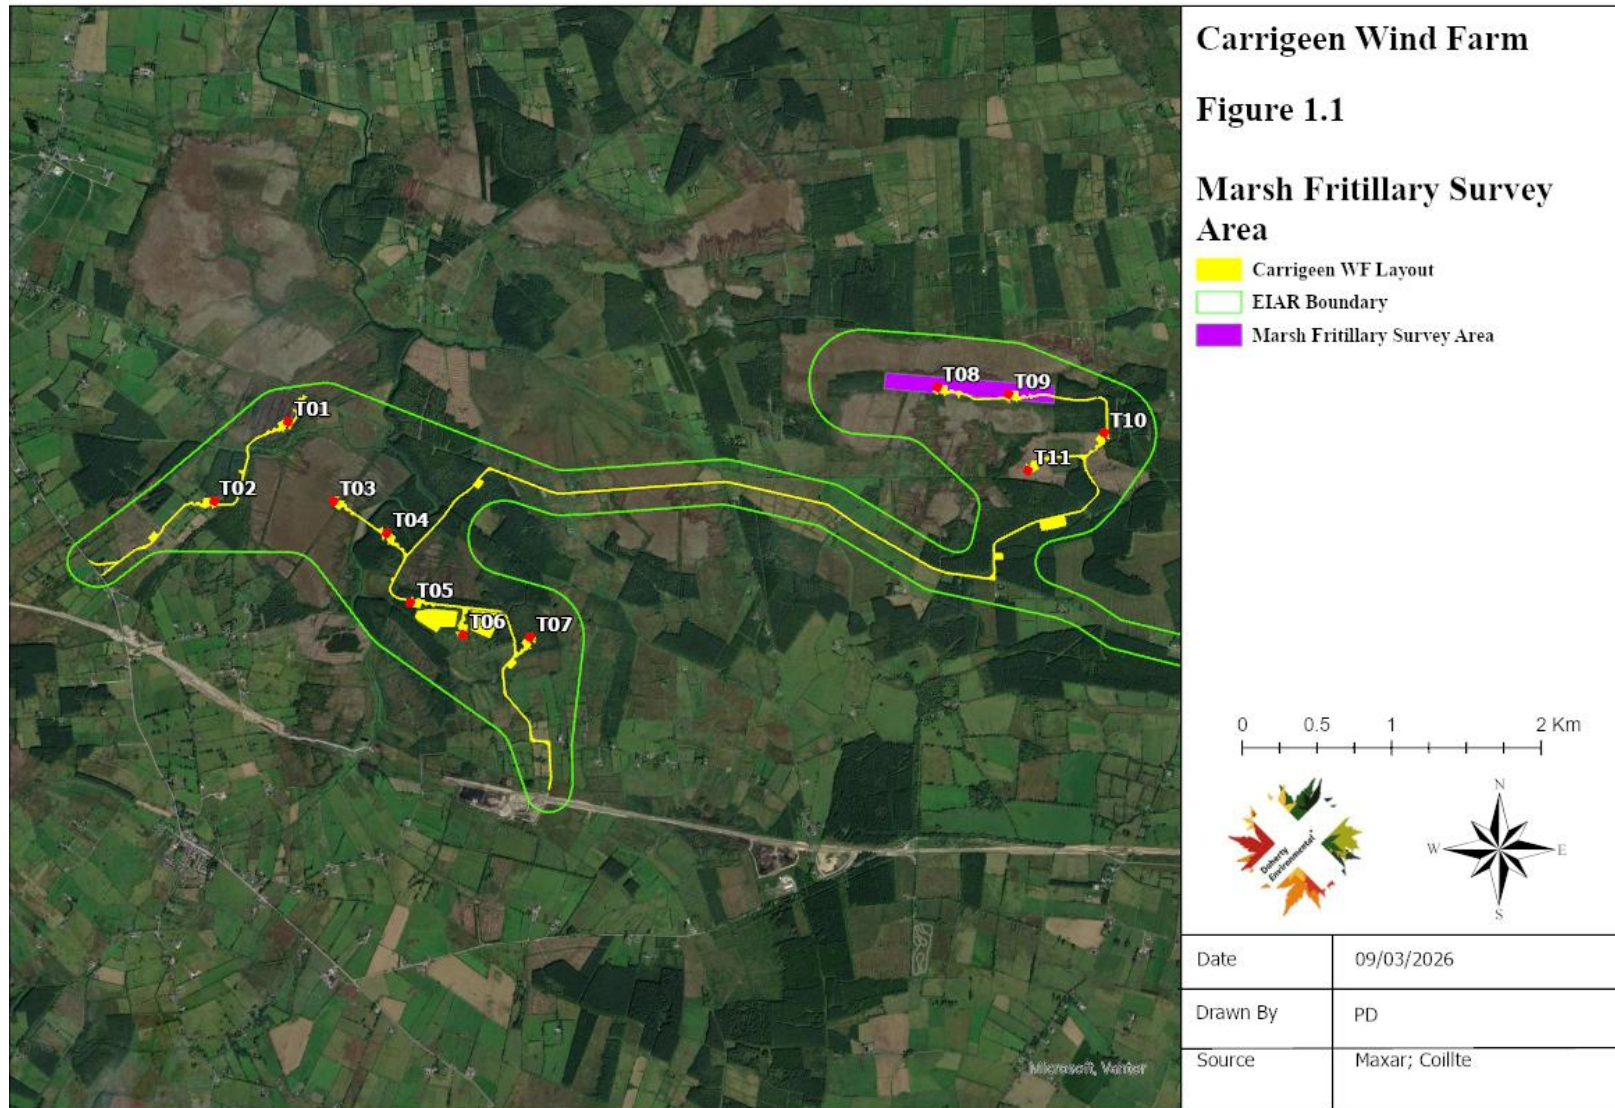 Carrigeen Wind Farm
Figure 1.1
Marsh Fritillary Survey
Area
Carrigeen WF Layout
EIAR Boundary
Marsh Fritillary Survey Area
T08
T09
T01
T10
T11
T02
T03
T04
T05
T06
T07
0 0.5 1 2 Km
Doherty
Environmental
N
W E
S
Date 09/03/2026
Drawn By PD
Source Maxar; Coillte
Microsoft, Vantor